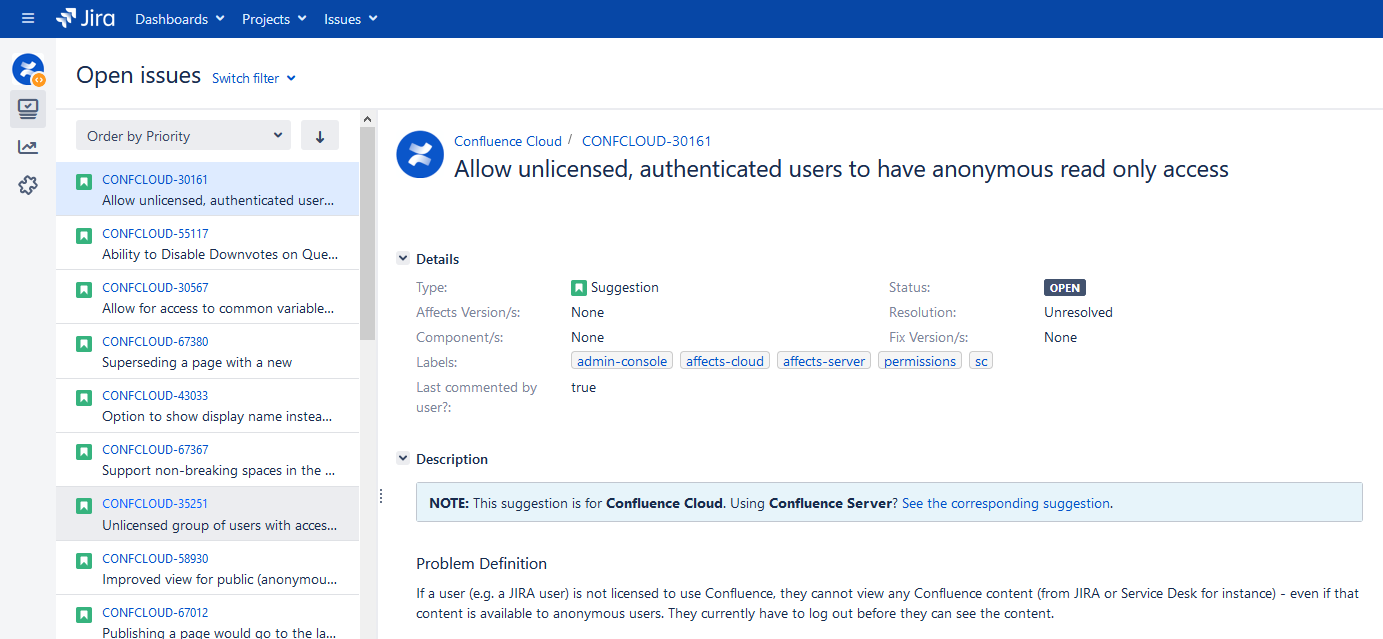 Jira Dashboards Projects Issues
Open issues Switch filter
Order by Priority
CONFCLOUD-30161
Allow unlicensed, authenticated user...
CONFCLOUD-55117
Ability to Disable Downvotes on Que...
CONFCLOUD-30567
Allow for access to common variable...
CONFCLOUD-67380
Superseding a page with a new
CONFCLOUD-43033
Option to show display name instea...
CONFCLOUD-67367
Support non-breaking spaces in the ...
CONFCLOUD-35251
Unlicensed group of users with acces...
CONFCLOUD-58930
Improved view for public (anonymou...
CONFCLOUD-67012
Publishing a page would go to the la...
Confluence Cloud / CONFCLOUD-30161
Allow unlicensed, authenticated users to have anonymous read only access
Details
Type: Suggestion Status: OPEN
Affects Version/s: None Resolution: Unresolved
Component/s: None Fix Version/s: None
Labels: admin-console affects-cloud affects-server permissions sc
Last commented by true
user?:
Description
NOTE: This suggestion is for Confluence Cloud. Using Confluence Server? See the corresponding suggestion.
Problem Definition
If a user (e.g. a JIRA user) is not licensed to use Confluence, they cannot view any Confluence content (from JIRA or Service Desk for instance) - even if that
content is available to anonymous users. They currently have to log out before they can see the content.